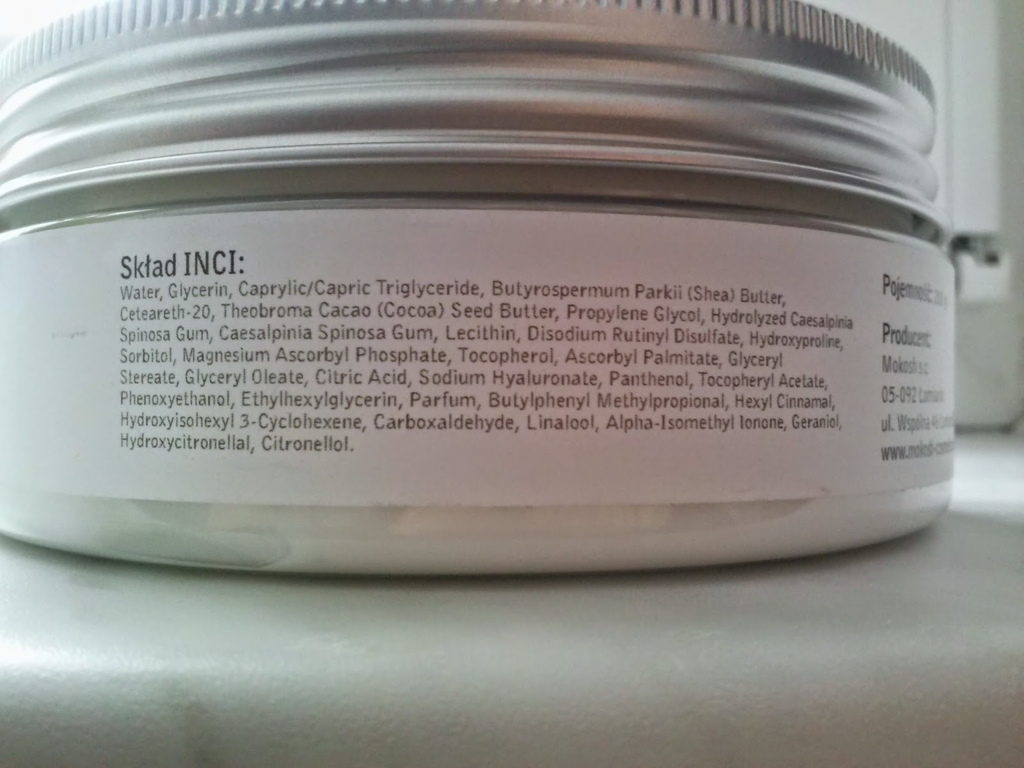 Skład INCI:
Water, Glycerin, Caprylic/Capric Triglyceride, Butyrospermum Parkii (Shea) Butter,
Ceteareth-20, Theobroma Cacao (Cocoa) Seed Butter, Propylene Glycol, Hydrolyzed Caesalpinia
Spinosa Gum, Caesalpinia Spinosa Gum, Lecithin, Disodium Rutinyl Disulfate, Hydroxyproline,
Sorbitol, Magnesium Ascorbyl Phosphate, Tocopherol, Ascorbyl Palmitate, Glyceryl
Stereate, Glyceryl Oleate, Citric Acid, Sodium Hyaluronate, Panthenol, Tocopheryl Acetate,
Phenoxyethanol, Ethylhexylglycerin, Parfum, Butylphenyl Methylpropional, Hexyl Cinnamal,
Hydroxyisohexyl 3-Cyclohexene, Carboxaldehyde, Linalool, Alpha-Isomethyl Ionone, Geraniol,
Hydroxycitronellal, Citronellol.
Pojemność:
Producent:
Mokosh s.c.
05-092
ul. Wspólna